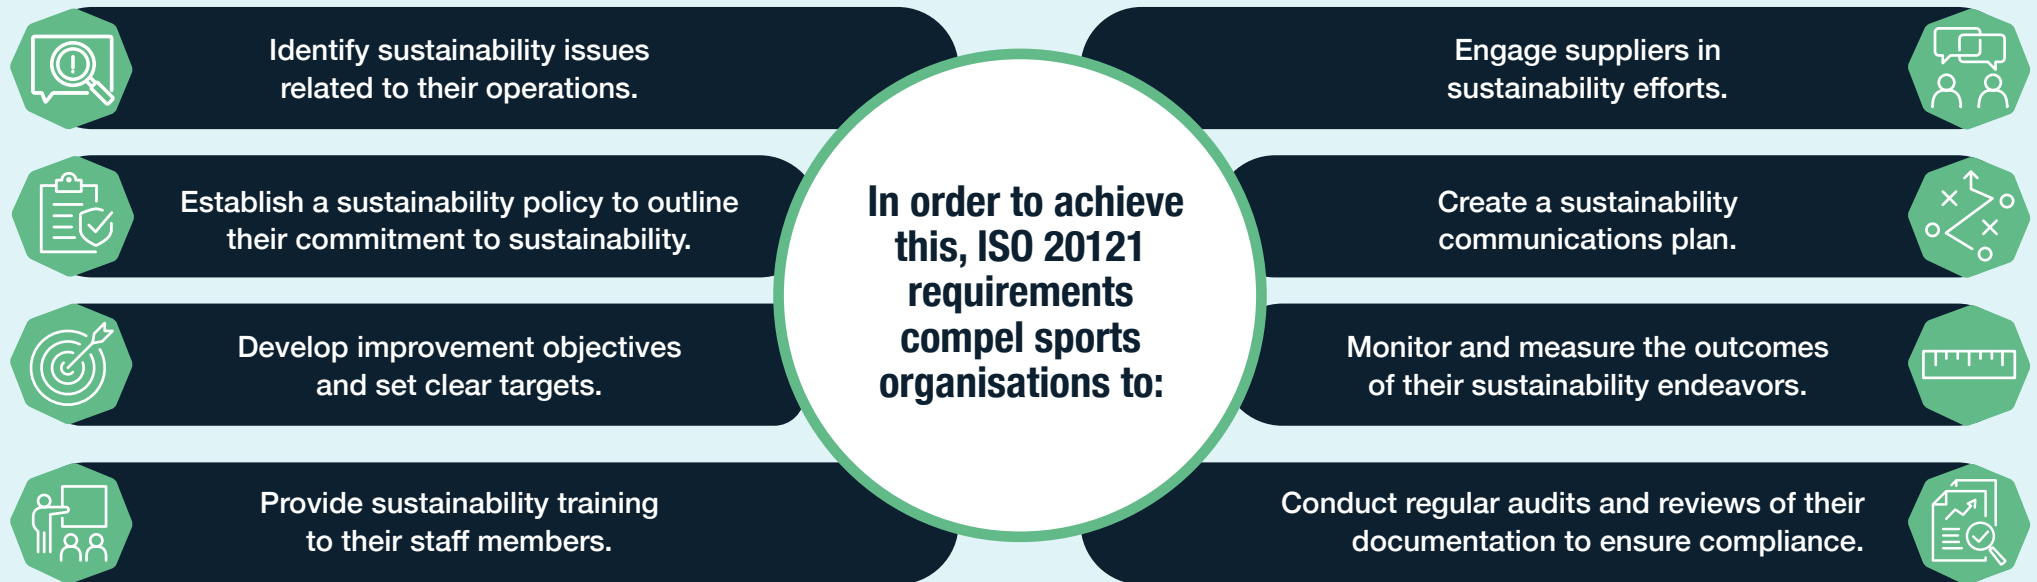 In order to achieve
this, ISO 20121
requirements
compel sports
organisations to:
Identify sustainability issues
related to their operations.
Establish a sustainability policy to outline
their commitment to sustainability.
Develop improvement objectives
and set clear targets.
Provide sustainability training
to their staff members.
Engage suppliers in
sustainability efforts.
Create a sustainability
communications plan.
Monitor and measure the outcomes
of their sustainability endeavors.
Conduct regular audits and reviews of their
documentation to ensure compliance.